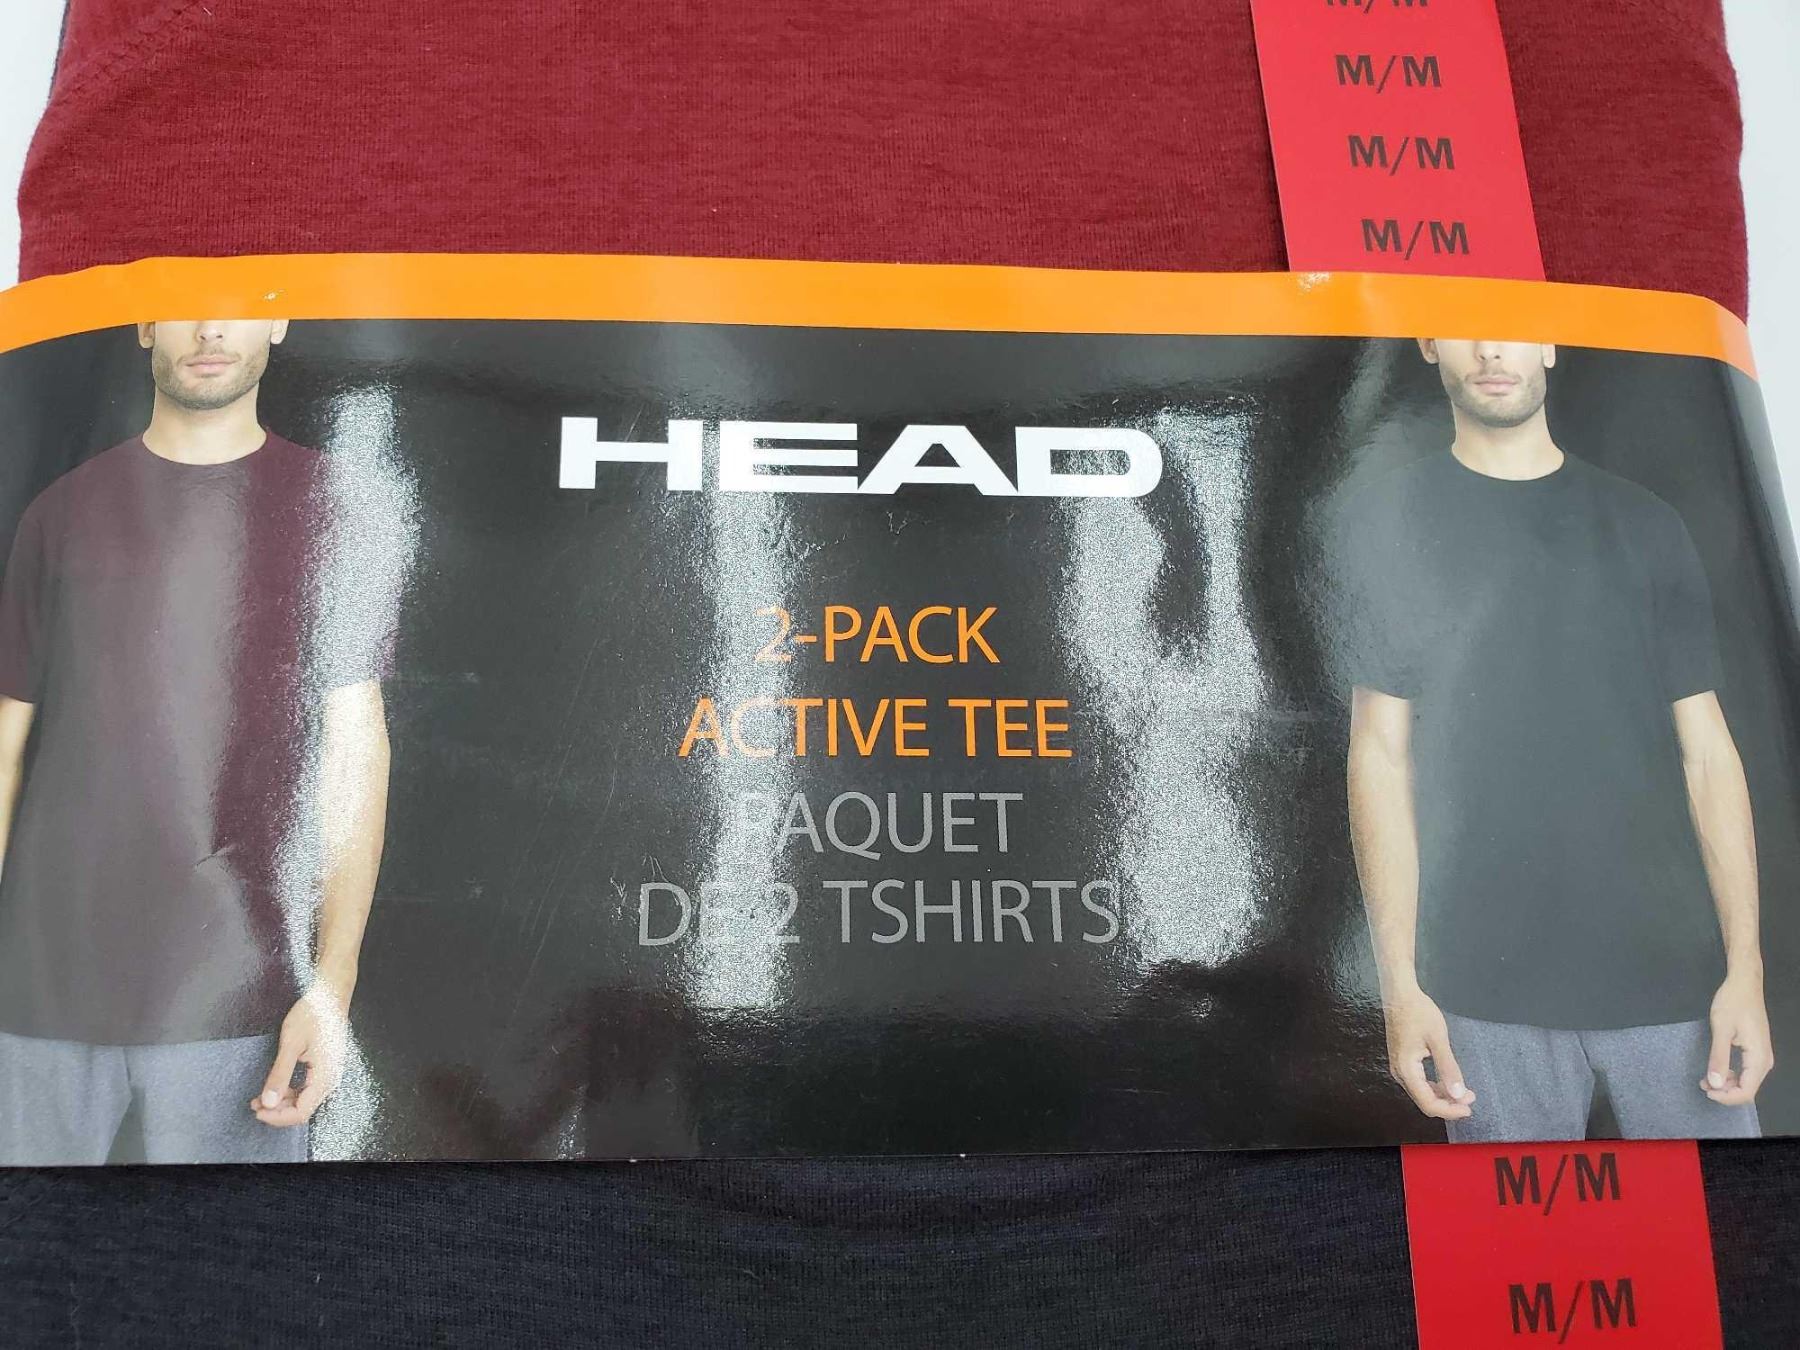 M/M
M/M
M/M
M/M
HEAD
2-PACK
ACTIVE TEE
PAQUET
DE 2 TSHIRTS
M/M
M/M